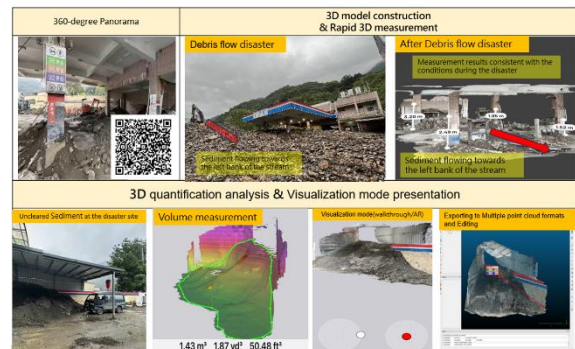 360-degree Panorama
3D model construction
& Rapid 3D measurement
Debris flow disaster
Sediment flowing towards
the left bank of the stream
After Debris flow disaster
Measurement results consistent with the
conditions during the disaster
2.49 m
Sediment flowing towards
the left bank of the stream
3D quantification analysis & Visualization mode presentation
Uncleared Sediment at the disaster site
Volume measurement
1.43 m³ 1.87 yd³ 50.48 ft³
Visualization mode(walkthrough/AR)
Exporting to Multiple point cloud formats
and Editing